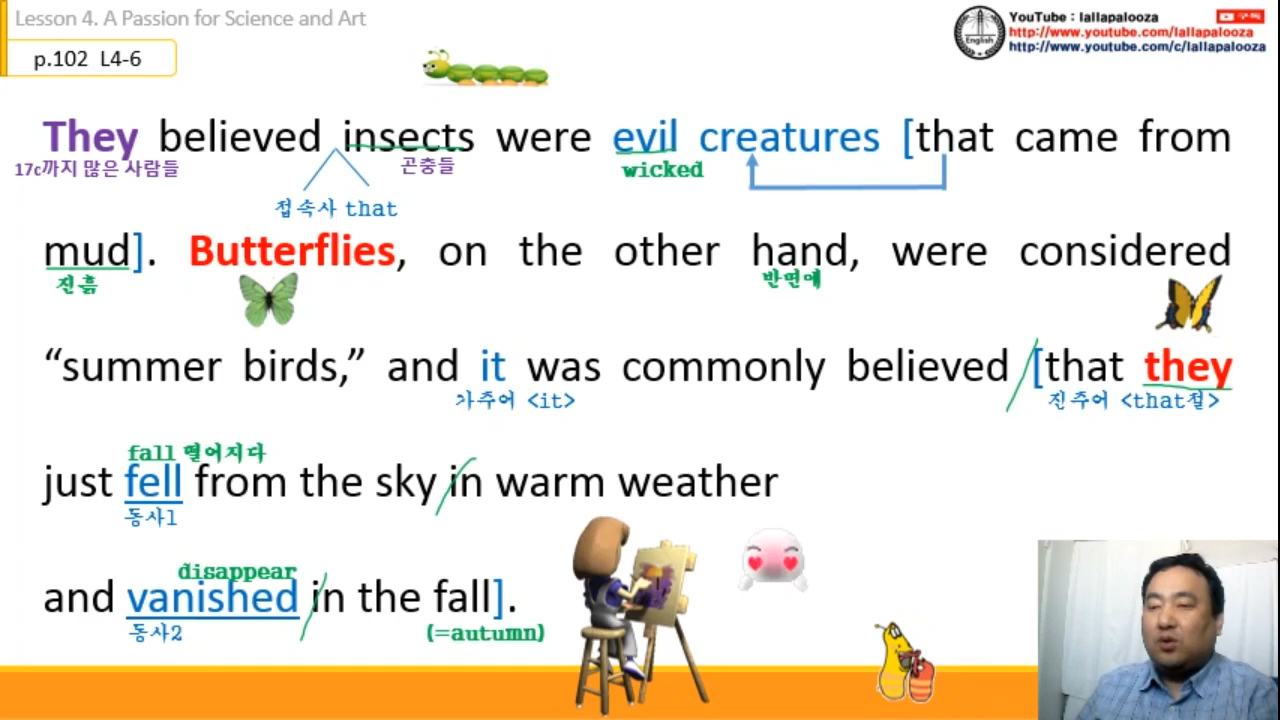 Lesson 4. A Passion for Science and Art
YouTube : lallapalooza
구독
http://www.youtube.com/lallapalooza
http://www.youtube.com/c/lallapalooza
English
p.102 L4-6
They believed insects were evil creatures [that came from
17c까지 많은 사람들 곤충들 wicked
접속사 that
mud]. Butterflies, on the other hand, were considered
진흙 반면에
“summer birds,” and it was commonly believed [that they
가주어 <it> 진주어 <that절>
fall 떨어지다
just fell from the sky in warm weather
동사1
disappear
and vanished in the fall].
동사2 (=autumn)